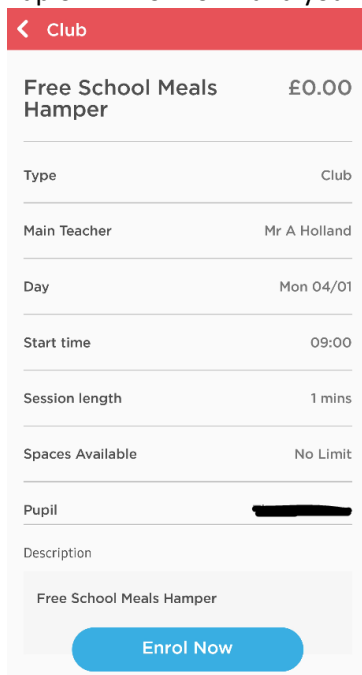 Club
Free School Meals £0.00
Hamper
Type Club
Main Teacher Mr A Holland
Day Mon 04/01
Start time 09:00
Session length 1 mins
Spaces Available No Limit
Pupil
Description
Free School Meals Hamper
Enrol Now